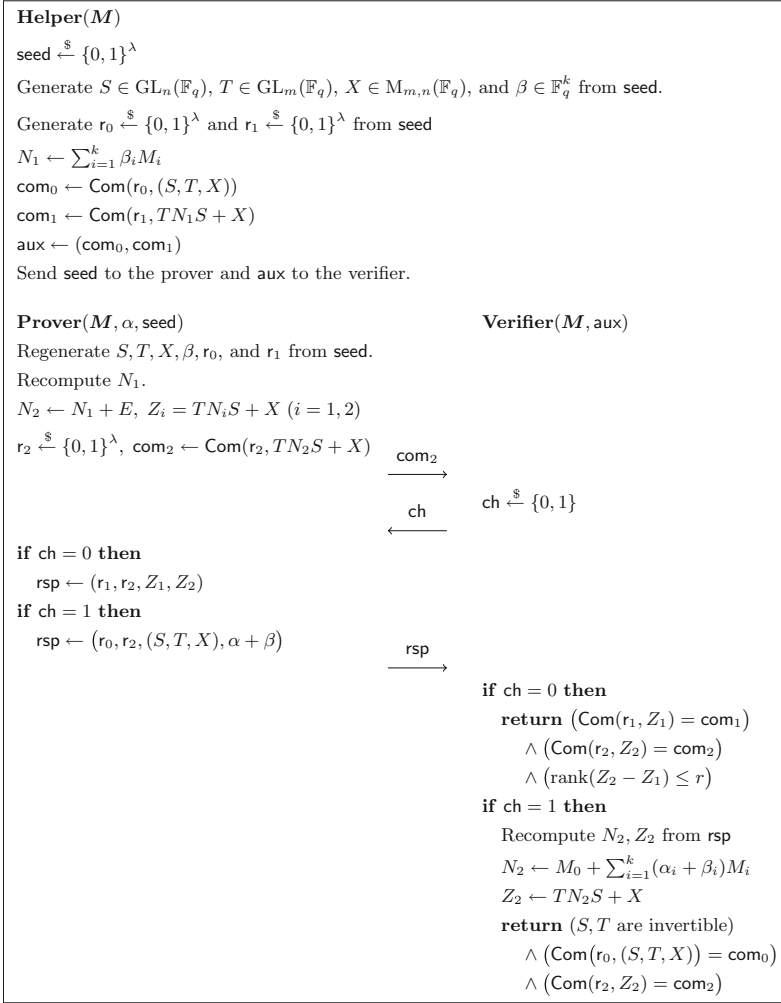 Helper(M)
seed ←$ {0, 1}^λ
Generate S ∈ GL_n(𝔽_q), T ∈ GL_m(𝔽_q), X ∈ M_{m,n}(𝔽_q), and β ∈ 𝔽_q^k from seed.
Generate r_0 ←$ {0, 1}^λ and r_1 ←$ {0, 1}^λ from seed
N_1 ← ∑_{i=1}^k β_i M_i
com_0 ← Com(r_0, (S, T, X))
com_1 ← Com(r_1, TN_1S + X)
aux ← (com_0, com_1)
Send seed to the prover and aux to the verifier.
Prover(M, α, seed) Verifier(M, aux)
Regenerate S, T, X, β, r_0, and r_1 from seed.
Recompute N_1.
N_2 ← N_1 + E, Z_i = TN_iS + X (i = 1, 2)
r_2 ←$ {0, 1}^λ, com_2 ← Com(r_2, TN_2S + X) com_2
ch ch ←$ {0, 1}
if ch = 0 then
rsp ← (r_1, r_2, Z_1, Z_2)
if ch = 1 then
rsp ← (r_0, r_2, (S, T, X), α + β) rsp
if ch = 0 then
return (Com(r_1, Z_1) = com_1)
∧ (Com(r_2, Z_2) = com_2)
∧ (rank(Z_2 − Z_1) ≤ r)
if ch = 1 then
Recompute N_2, Z_2 from rsp
N_2 ← M_0 + ∑_{i=1}^k (α_i + β_i)M_i
Z_2 ← TN_2S + X
return (S, T are invertible)
∧ (Com(r_0, (S, T, X)) = com_0)
∧ (Com(r_2, Z_2) = com_2)